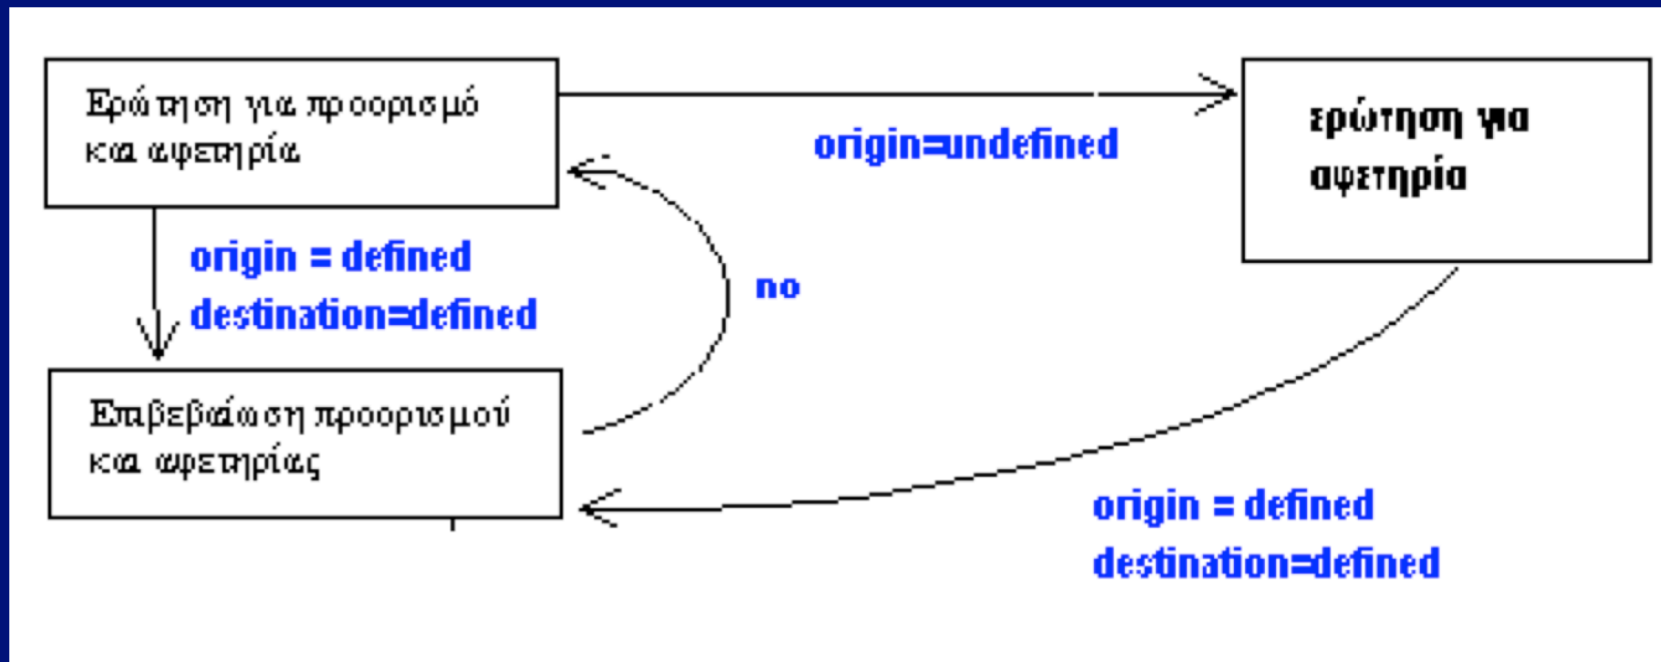 Ερώτηση για προορισμό
και αφετηρία
origin=undefined
ερώτηση για
αφετηρία
origin = defined
destination=defined
no
Επιβεβαίωση προορισμού
και αφετηρίας
origin = defined
destination=defined